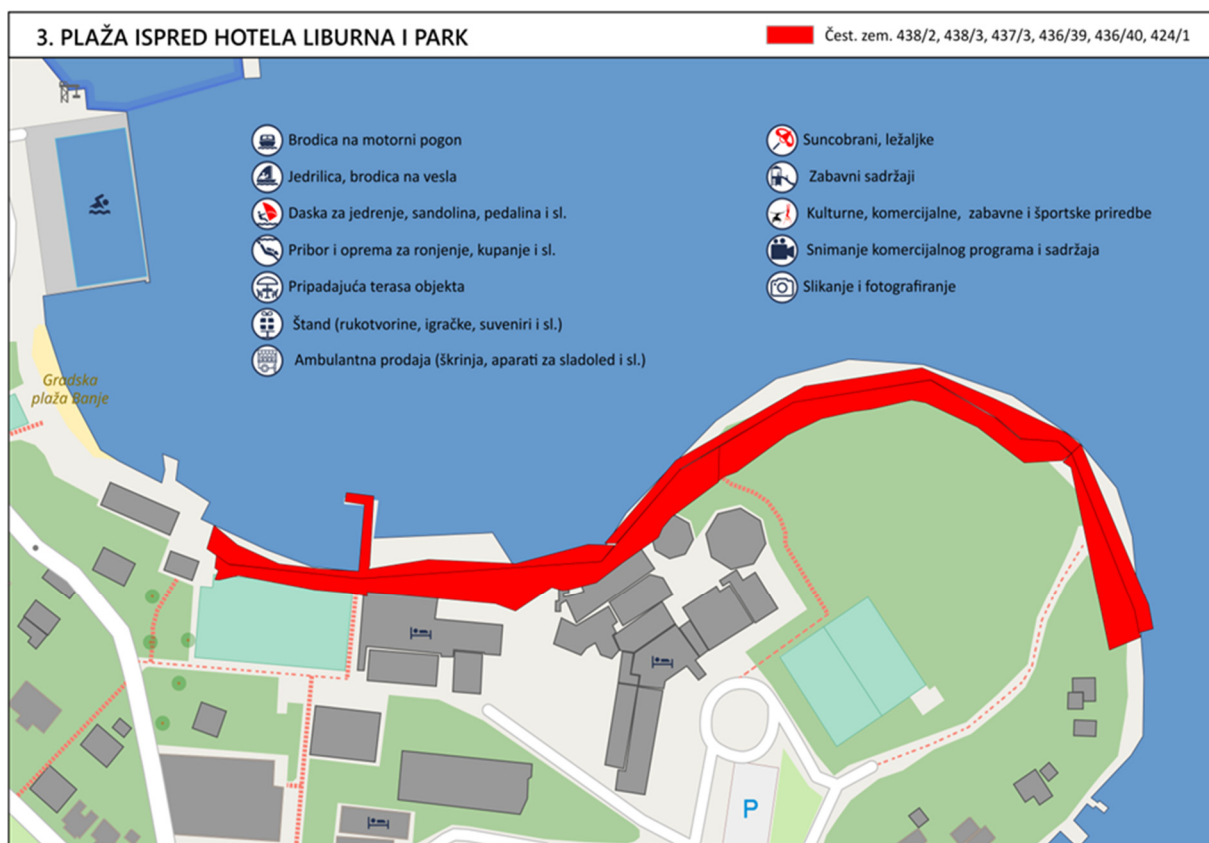 3. PLAŽA ISPRED HOTELA LIBURNA I PARK
Čest. zem. 438/2, 438/3, 437/3, 436/39, 436/40, 424/1
Brodica na motorni pogon
Jedrilica, brodica na vesla
Daska za jedrenje, sandolina, pedalina i sl.
Pribor i oprema za ronjenje, kupanje i sl.
Pripadajuća terasa objekta
Štand (rukotvorine, igračke, suveniri i sl.)
Ambulantna prodaja (škrinja, aparati za sladoled i sl.)
Suncobrani, ležaljke
Zabavni sadržaji
Kulturne, komercijalne, zabavne i športske priredbe
Snimanje komercijalnog programa i sadržaja
Slikanje i fotografiranje
Gradska
plaža Banje
P